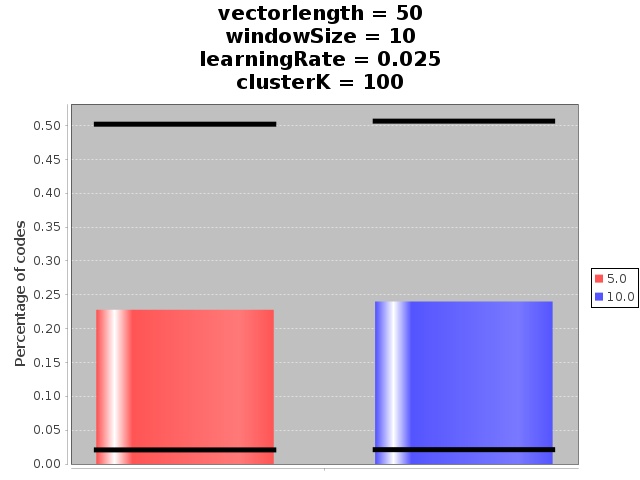 vectorlength = 50
windowSize = 10
learningRate = 0.025
clusterK = 100
Percentage of codes
0.50
0.45
0.40
0.35
0.30
0.25
0.20
0.15
0.10
0.05
0.00
5.0
10.0